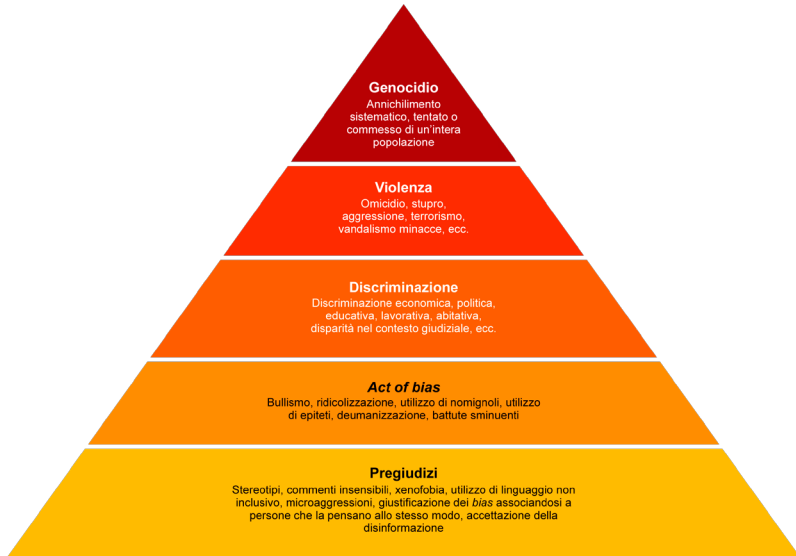 Genocidio
Annichilimento
sistematico, tentato o
commesso di un'intera
popolazione
Violenza
Omicidio, stupro,
aggressione, terrorismo,
vandalismo minacce, ecc.
Discriminazione
Discriminazione economica, politica,
educativa, lavorativa, abitativa,
disparità nel contesto giudiziale, ecc.
Act of bias
Bullismo, ridicolizzazione, utilizzo di nomignoli, utilizzo
di epiteti, deumanizzazione, battute sminuenti
Pregiudizi
Stereotipi, commenti insensibili, xenofobia, utilizzo di linguaggio non
inclusivo, microaggressioni, giustificazione dei bias associandosi a
persone che la pensano allo stesso modo, accettazione della
disinformazione